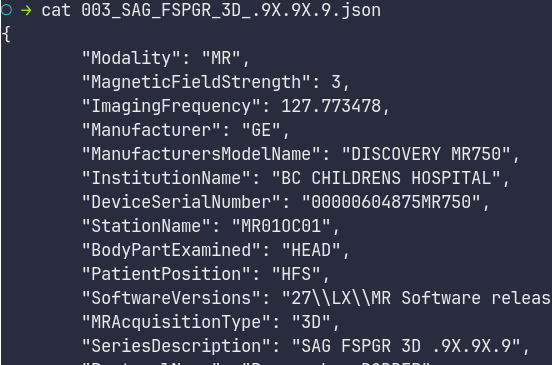 cat 003_SAG_FSPGR_3D_.9X.9X.9.json
{
"Modality": "MR",
"MagneticFieldStrength": 3,
"ImagingFrequency": 127.773478,
"Manufacturer": "GE",
"ManufacturersModelName": "DISCOVERY MR750",
"InstitutionName": "BC CHILDRENS HOSPITAL",
"DeviceSerialNumber": "00000604875MR750",
"StationName": "MR01OC01",
"BodyPartExamined": "HEAD",
"PatientPosition": "HFS",
"SoftwareVersions": "27\\LX\\MR Software releas
"MRAcquisitionType": "3D",
"SeriesDescription": "SAG FSPGR 3D .9X.9X.9",